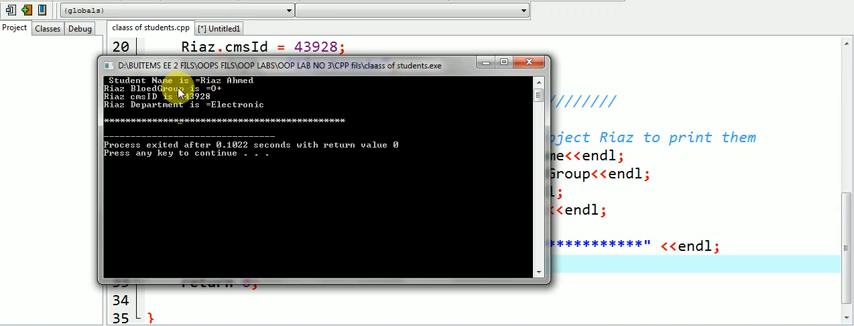 (globals)
Project Classes Debug
claass of students.cpp [*] Untitled1
20 Riaz.cmsId = 43928;
D:\BUITEMS EE 2 FILS\OOPS FILS\OOP LABS\OOP LAB NO 3\CPP fils\claass of students.exe
Student Name is =Riaz Ahmed
Riaz BloedGroup is =O+
Riaz cmsID is =43928
Riaz Department is =Electronic
*********************************************
--------------------------------
Process exited after 0.1022 seconds with return value 0
Press any key to continue . . .
////////
oject Riaz to print them
me<<endl;
Group<<endl;
l;
<<endl;
***********" <<endl;
return 0;
34
35 }